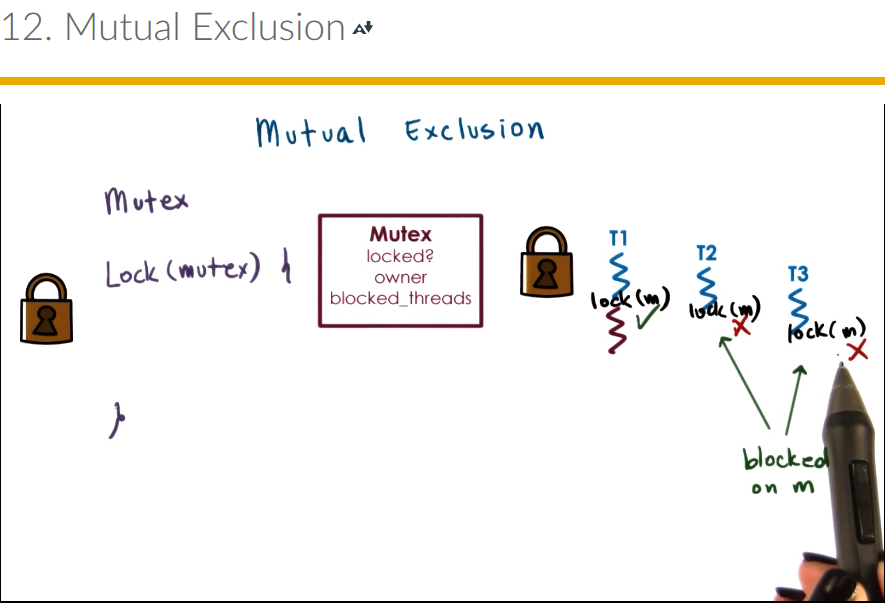 12. Mutual Exclusion
Mutual Exclusion
Mutex
Lock (mutex) {
}
Mutex
locked?
owner
blocked_threads
T1
lock (m)
T2
lock (m)
T3
lock (m)
blocked
on m